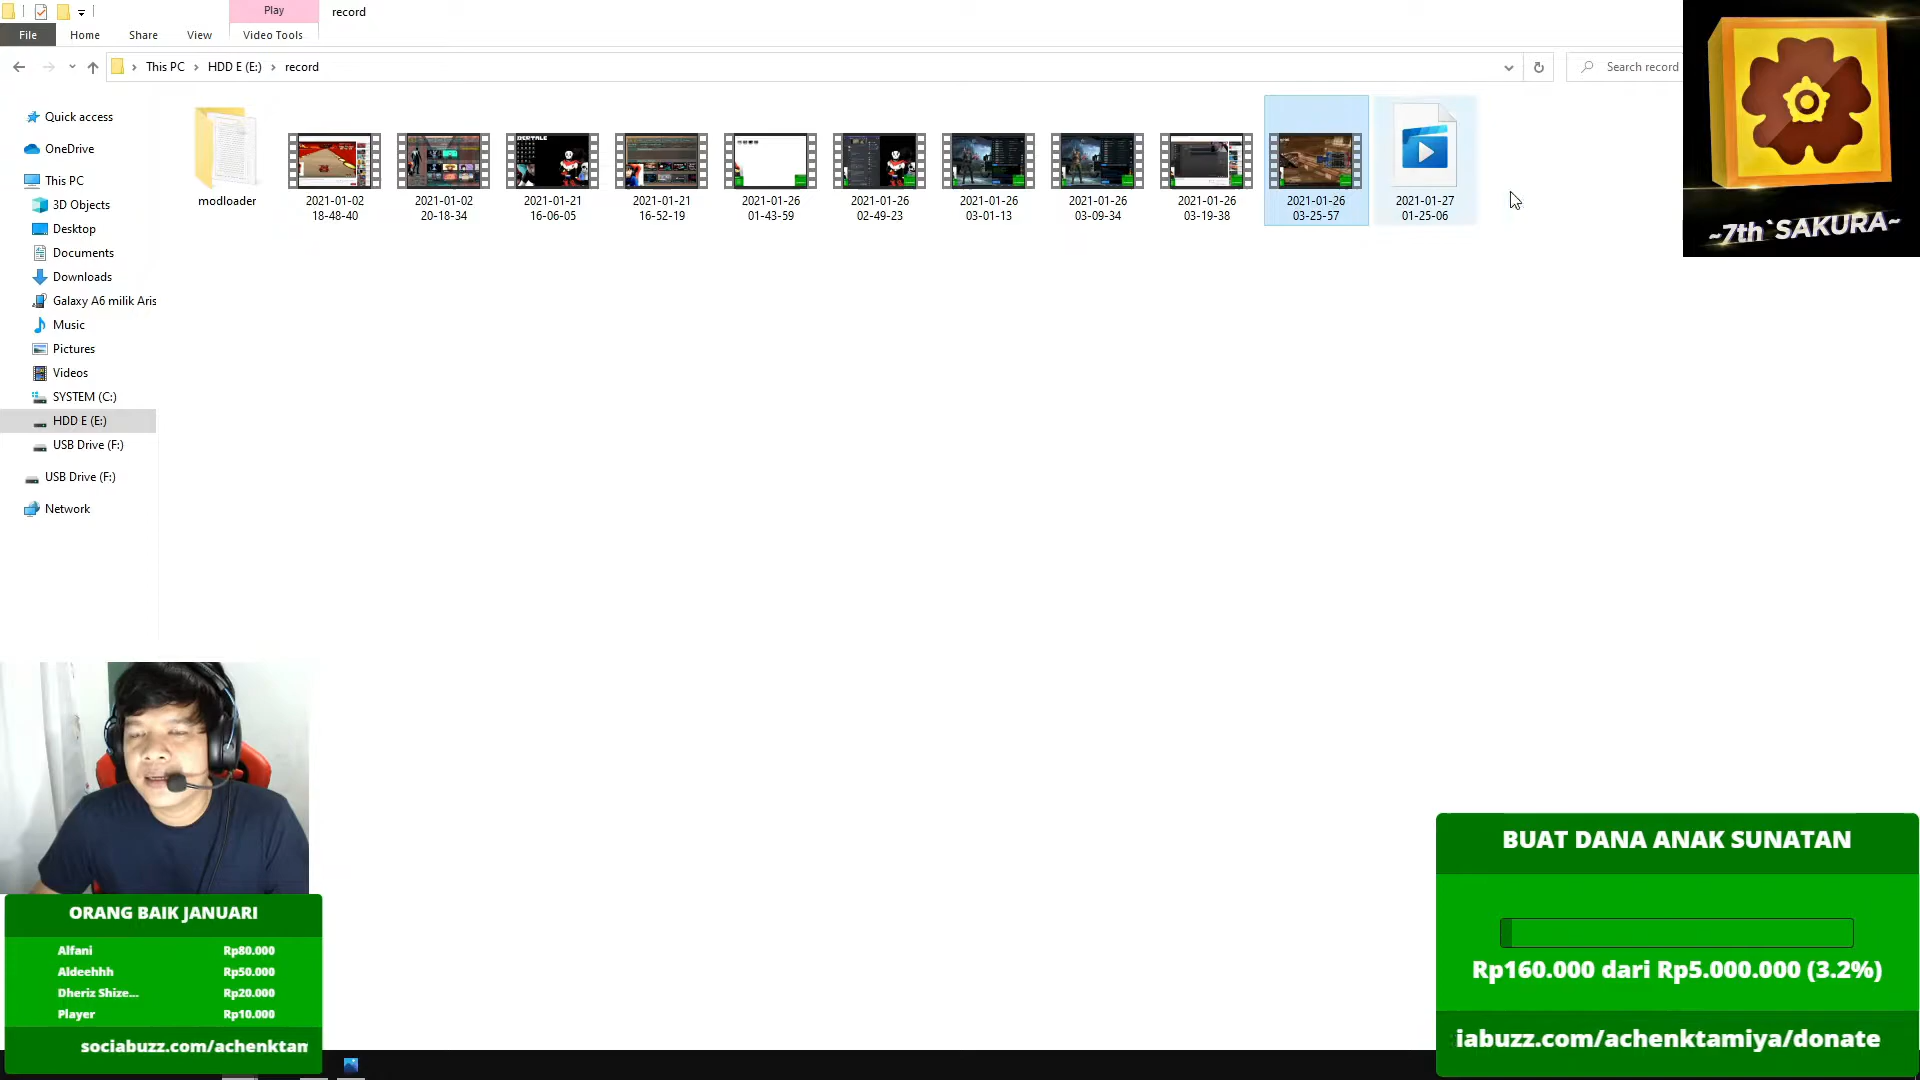 Play
record
File
Home
Share
View
Video Tools
This PC
HDD E (E:)
record
Search record
Quick access
OneDrive
This PC
3D Objects
Desktop
Documents
Downloads
Galaxy A6 milik Aris
Music
Pictures
Videos
SYSTEM (C:)
HDD E (E:)
USB Drive (F:)
USB Drive (F:)
Network
modloader
2021-01-02
18-48-40
2021-01-02
20-18-34
2021-01-21
16-06-05
2021-01-21
16-52-19
2021-01-26
01-43-59
2021-01-26
02-49-23
2021-01-26
03-01-13
2021-01-26
03-09-34
2021-01-26
03-19-38
2021-01-26
03-25-57
2021-01-27
01-25-06
~7th`SAKURA~
ORANG BAIK JANUARI
Alfani Rp80.000
Aldeehhh Rp50.000
Dheriz Shize... Rp20.000
Player Rp10.000
sociabuzz.com/achenktam
BUAT DANA ANAK SUNATAN
Rp160.000 dari Rp5.000.000 (3.2%)
iabuzz.com/achenktamiya/donate